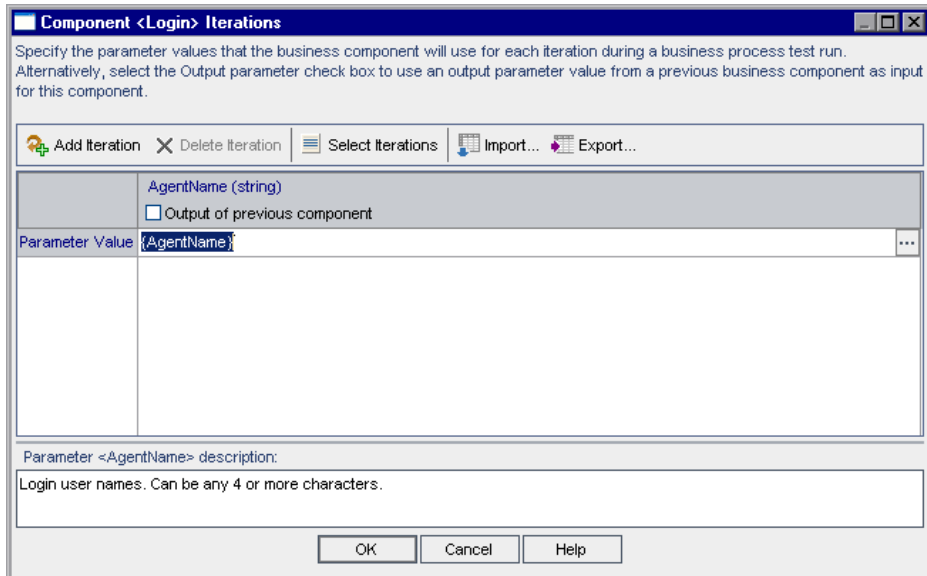 Component <Login> Iterations
Specify the parameter values that the business component will use for each iteration during a business process test run.
Alternatively, select the Output parameter check box to use an output parameter value from a previous business component as input
for this component.
Add Iteration Delete Iteration Select Iterations Import... Export...
AgentName (string)
Output of previous component
Parameter Value {AgentName} ...
Parameter <AgentName> description:
Login user names. Can be any 4 or more characters.
OK Cancel Help